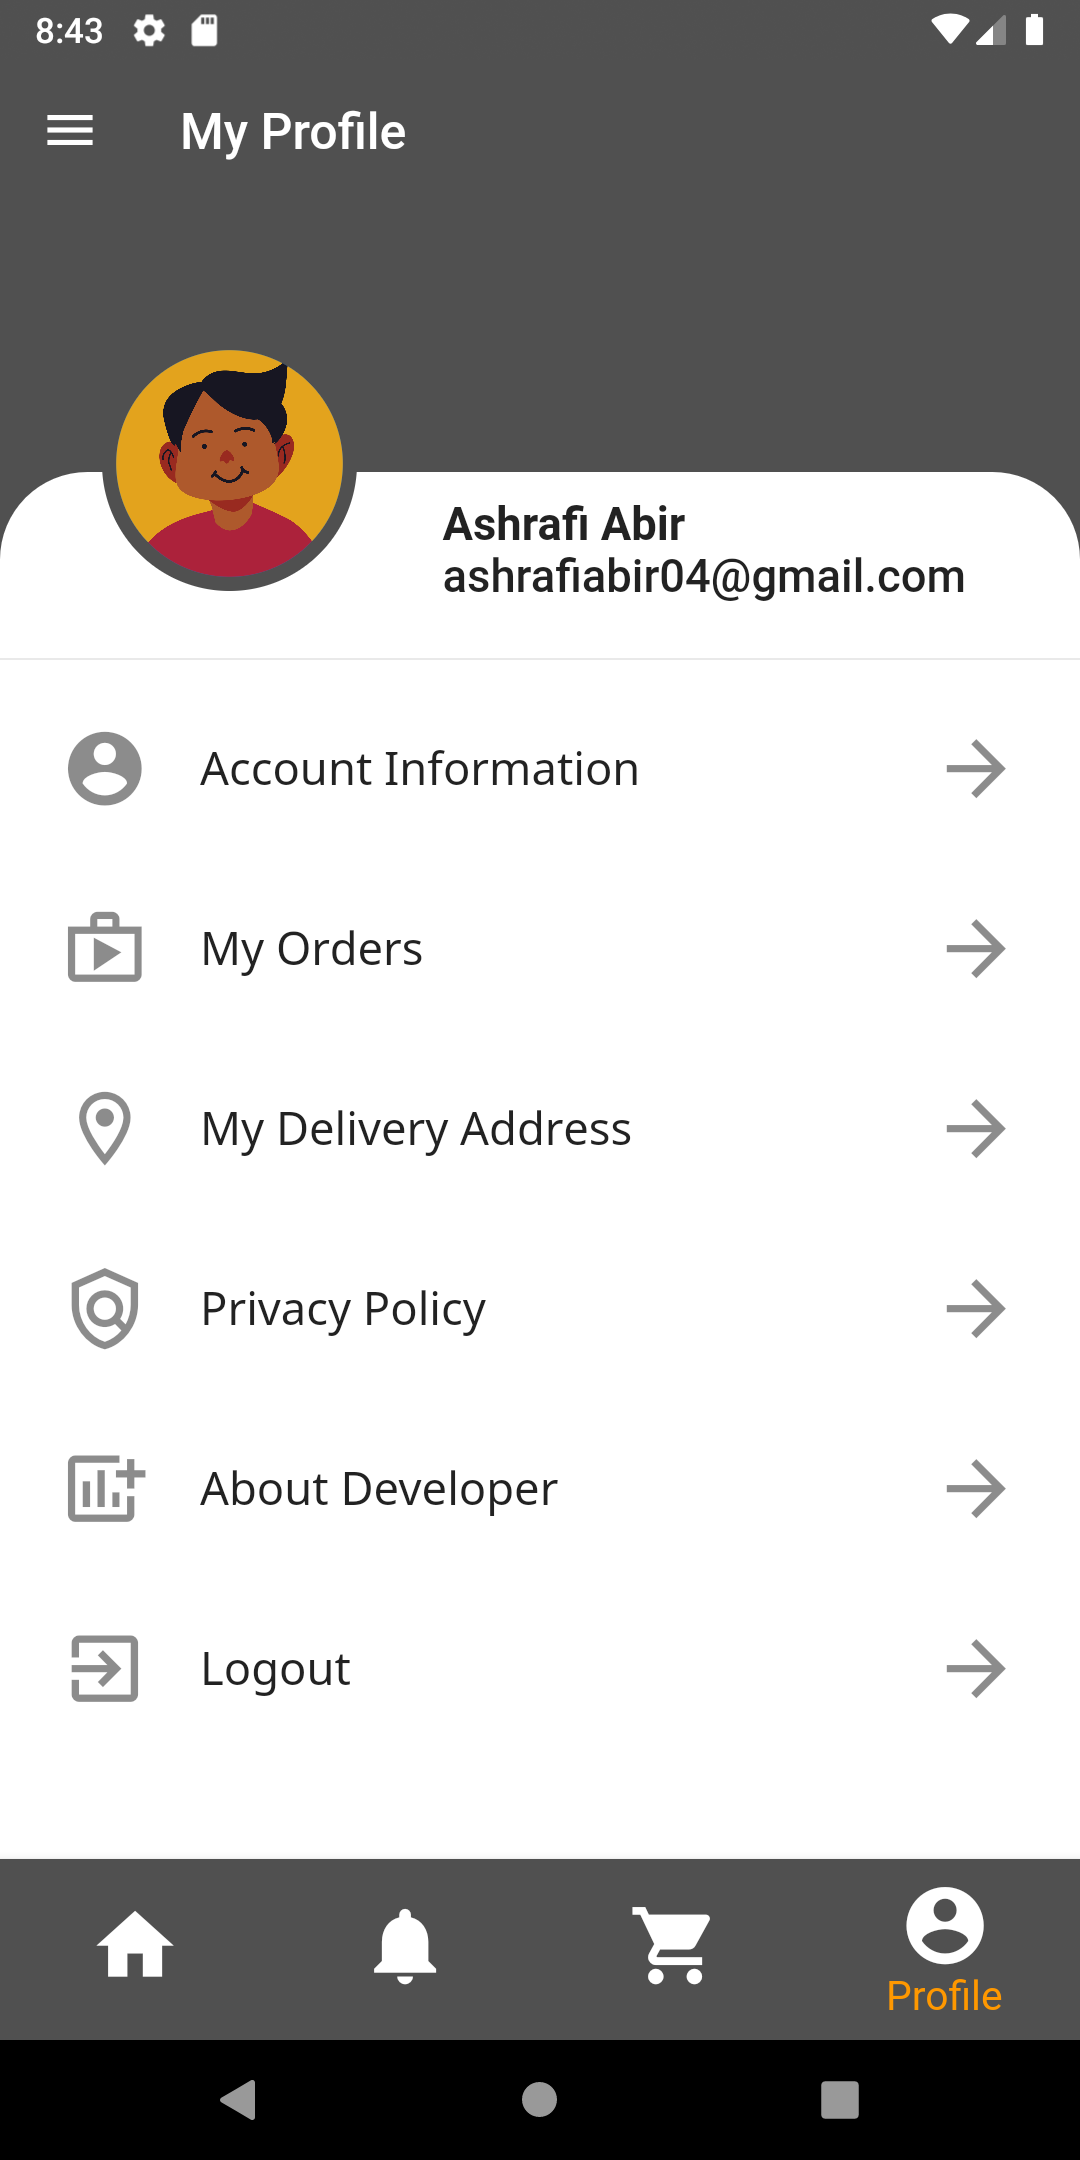 8:43
My Profile
Ashrafi Abir
ashrafiabir04@gmail.com
Account Information
My Orders
My Delivery Address
Privacy Policy
About Developer
Logout
Profile